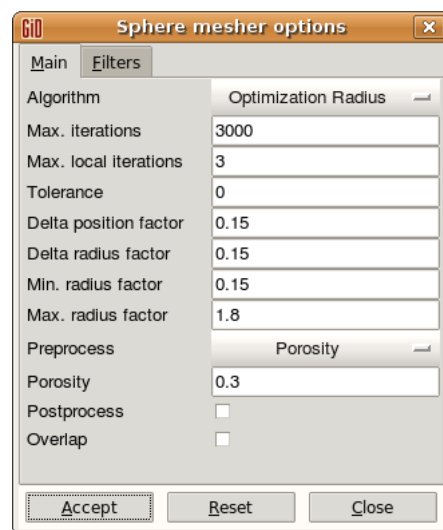 GiD Sphere mesher options
Main Filters
Algorithm Optimization Radius
Max. iterations 3000
Max. local iterations 3
Tolerance 0
Delta position factor 0.15
Delta radius factor 0.15
Min. radius factor 0.15
Max. radius factor 1.8
Preprocess Porosity
Porosity 0.3
Postprocess
Overlap
Accept Reset Close